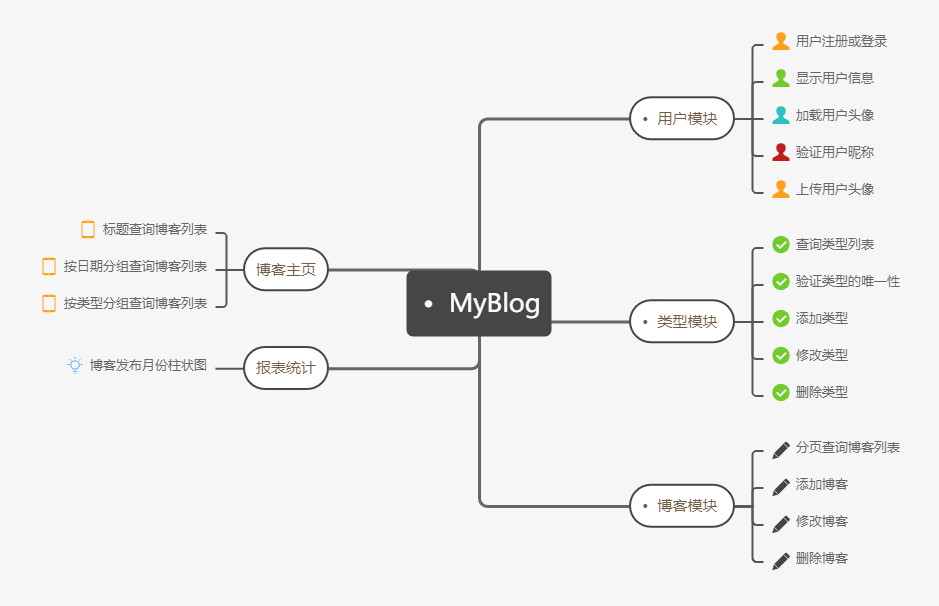 MyBlog
用户模块
用户注册或登录
显示用户信息
加载用户头像
验证用户昵称
上传用户头像
类型模块
查询类型列表
验证类型的唯一性
添加类型
修改类型
删除类型
博客模块
分页查询博客列表
添加博客
修改博客
删除博客
博客主页
标题查询博客列表
按日期分组查询博客列表
按类型分组查询博客列表
报表统计
博客发布月份柱状图